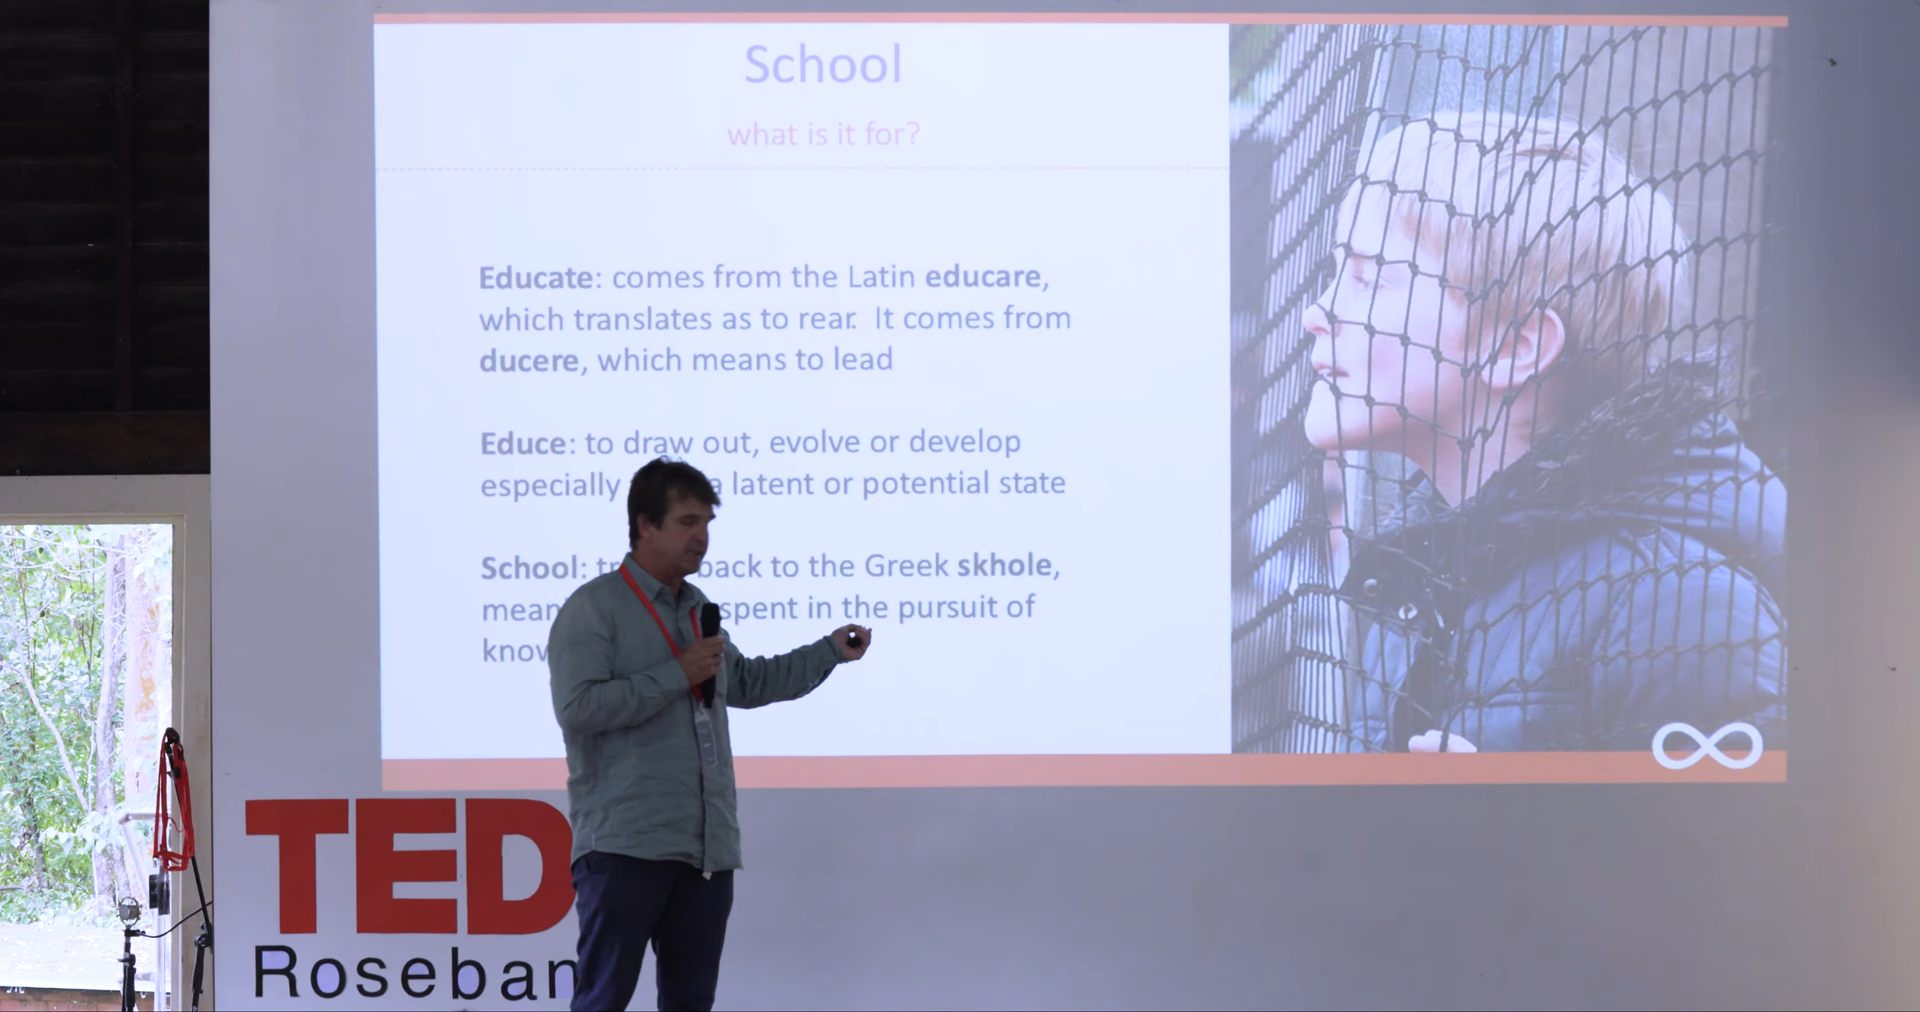 School
what is it for?
Educate: comes from the Latin educare,
which translates as to rear. It comes from
ducere, which means to lead
Educe: to draw out, evolve or develop
especially a latent or potential state
School: back to the Greek skhole,
spent in the pursuit of
TED